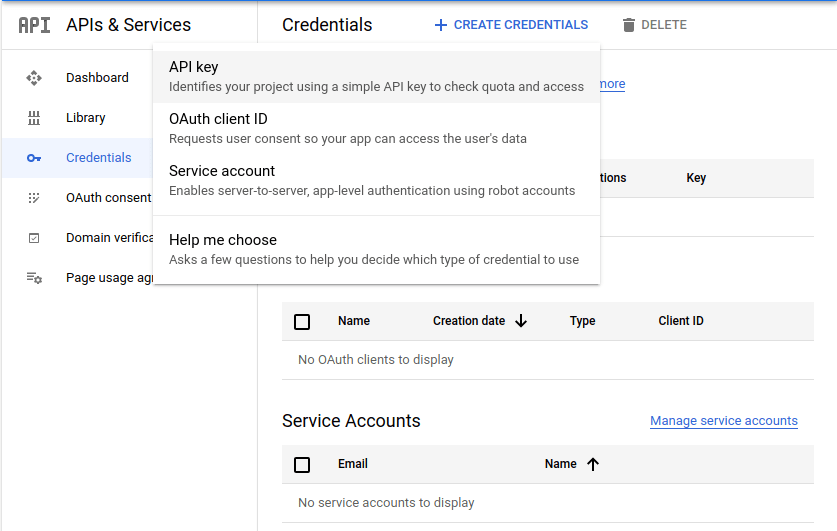 API APIs & Services
Credentials
CREATE CREDENTIALS
DELETE
Dashboard
Library
Credentials
OAuth consent
Domain verifica
Page usage
API key
Identifies your project using a simple API key to check quota and access
OAuth client ID
Requests user consent so your app can access the user's data
Service account
Enables server-to-server, app-level authentication using robot accounts
Help me choose
Asks a few questions to help you decide which type of credential to use
more
tions Key
Name Creation date Type Client ID
No OAuth clients to display
Service Accounts Manage service accounts
Email Name
No service accounts to display